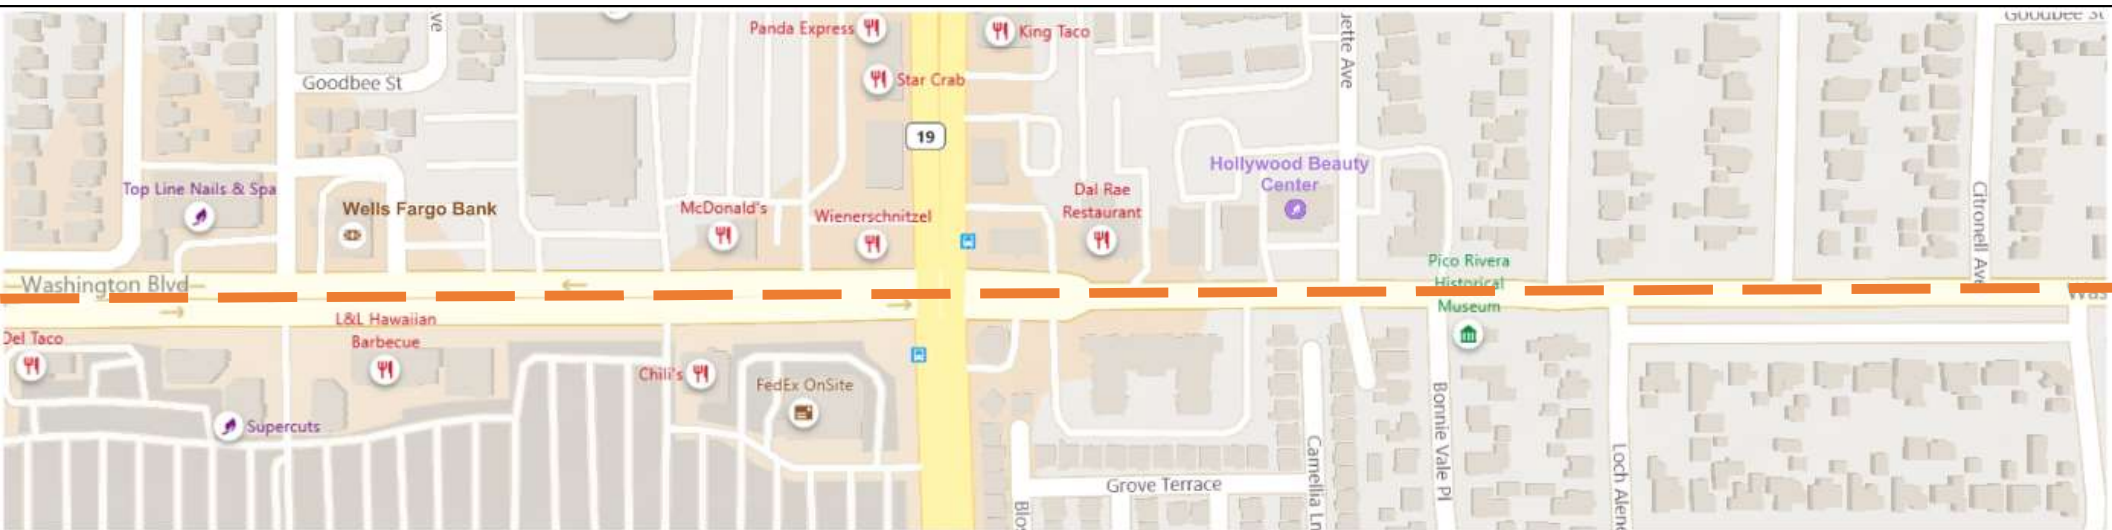 Panda Express
King Taco
Goodbee St
Star Crab
Goodbee St
19
Top Line Nails & Spa
Wells Fargo Bank
McDonald's
Wienerschnitzel
Dal Rae
Restaurant
Hollywood Beauty
Center
Citronell Ave
Washington Blvd
Pico Rivera
Historical
Museum
Del Taco
L&L Hawaiian
Barbecue
Chili's
FedEx OnSite
Supercuts
Grove Terrace
Camellia Ln
Bonnie Vale Pl
Loch Alene